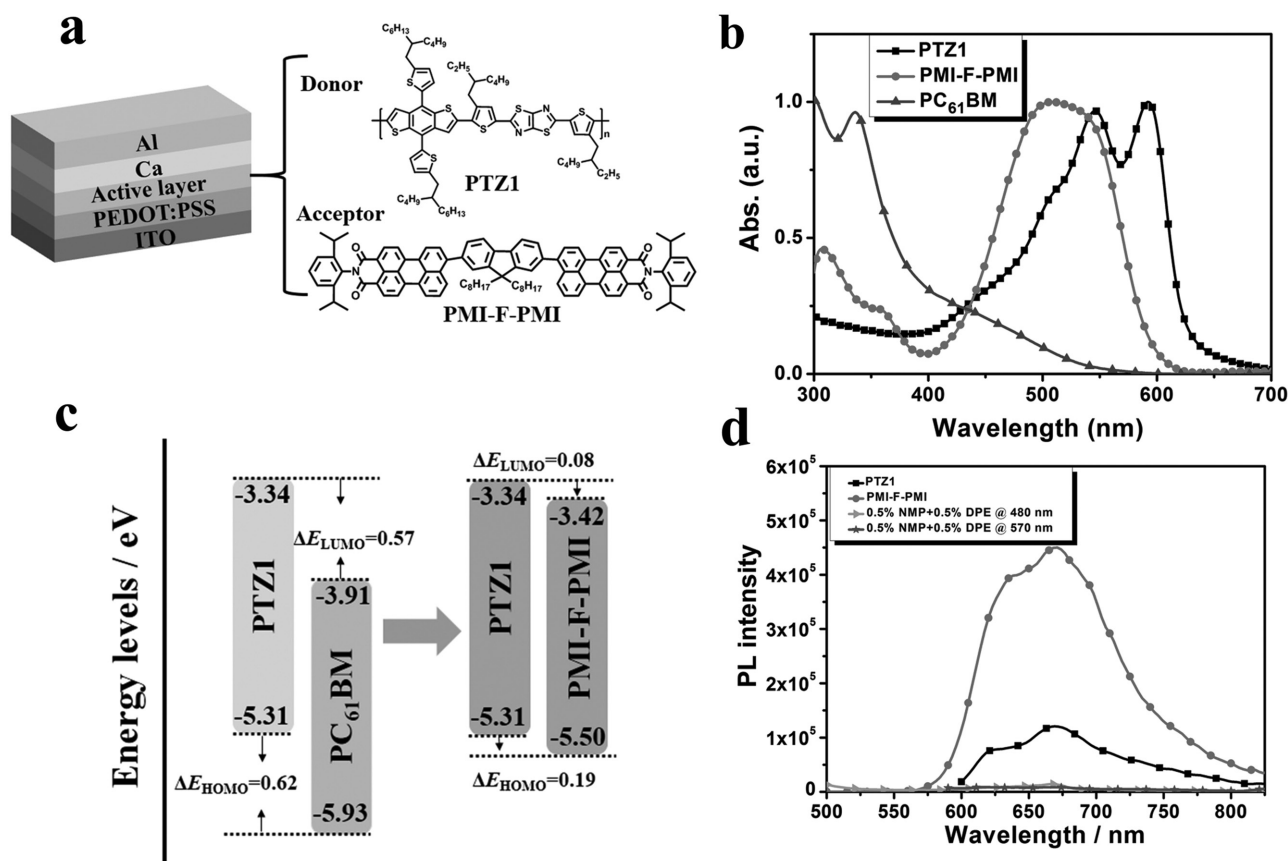 a
Al
Ca
Active layer
PEDOT:PSS
ITO
Donor
C₆H₁₃
C₄H₉
C₂H₅
C₄H₉
S
S
S
S
S
S
S
S
N
N
n
C₄H₉
C₆H₁₃
C₄H₉
C₂H₅
PTZ1
Acceptor
O
N
O
C₈H₁₇
C₈H₁₇
O
N
O
PMI-F-PMI
b
PTZ1
PMI-F-PMI
PC₆₁BM
Abs. (a.u.)
1.0
0.5
0.0
300
400
500
600
700
Wavelength (nm)
c
Energy levels / eV
-3.34
PTZ1
-5.31
ΔE_LUMO=0.57
ΔE_HOMO=0.62
-3.91
PC₆₁BM
-5.93
ΔE_LUMO=0.08
-3.34
PTZ1
-5.31
-3.42
PMI-F-PMI
-5.50
ΔE_HOMO=0.19
d
PTZ1
PMI-F-PMI
0.5% NMP+0.5% DPE @ 480 nm
0.5% NMP+0.5% DPE @ 570 nm
PL intensity
6x10⁵
5x10⁵
4x10⁵
3x10⁵
2x10⁵
1x10⁵
0
500
550
600
650
700
750
800
Wavelength / nm